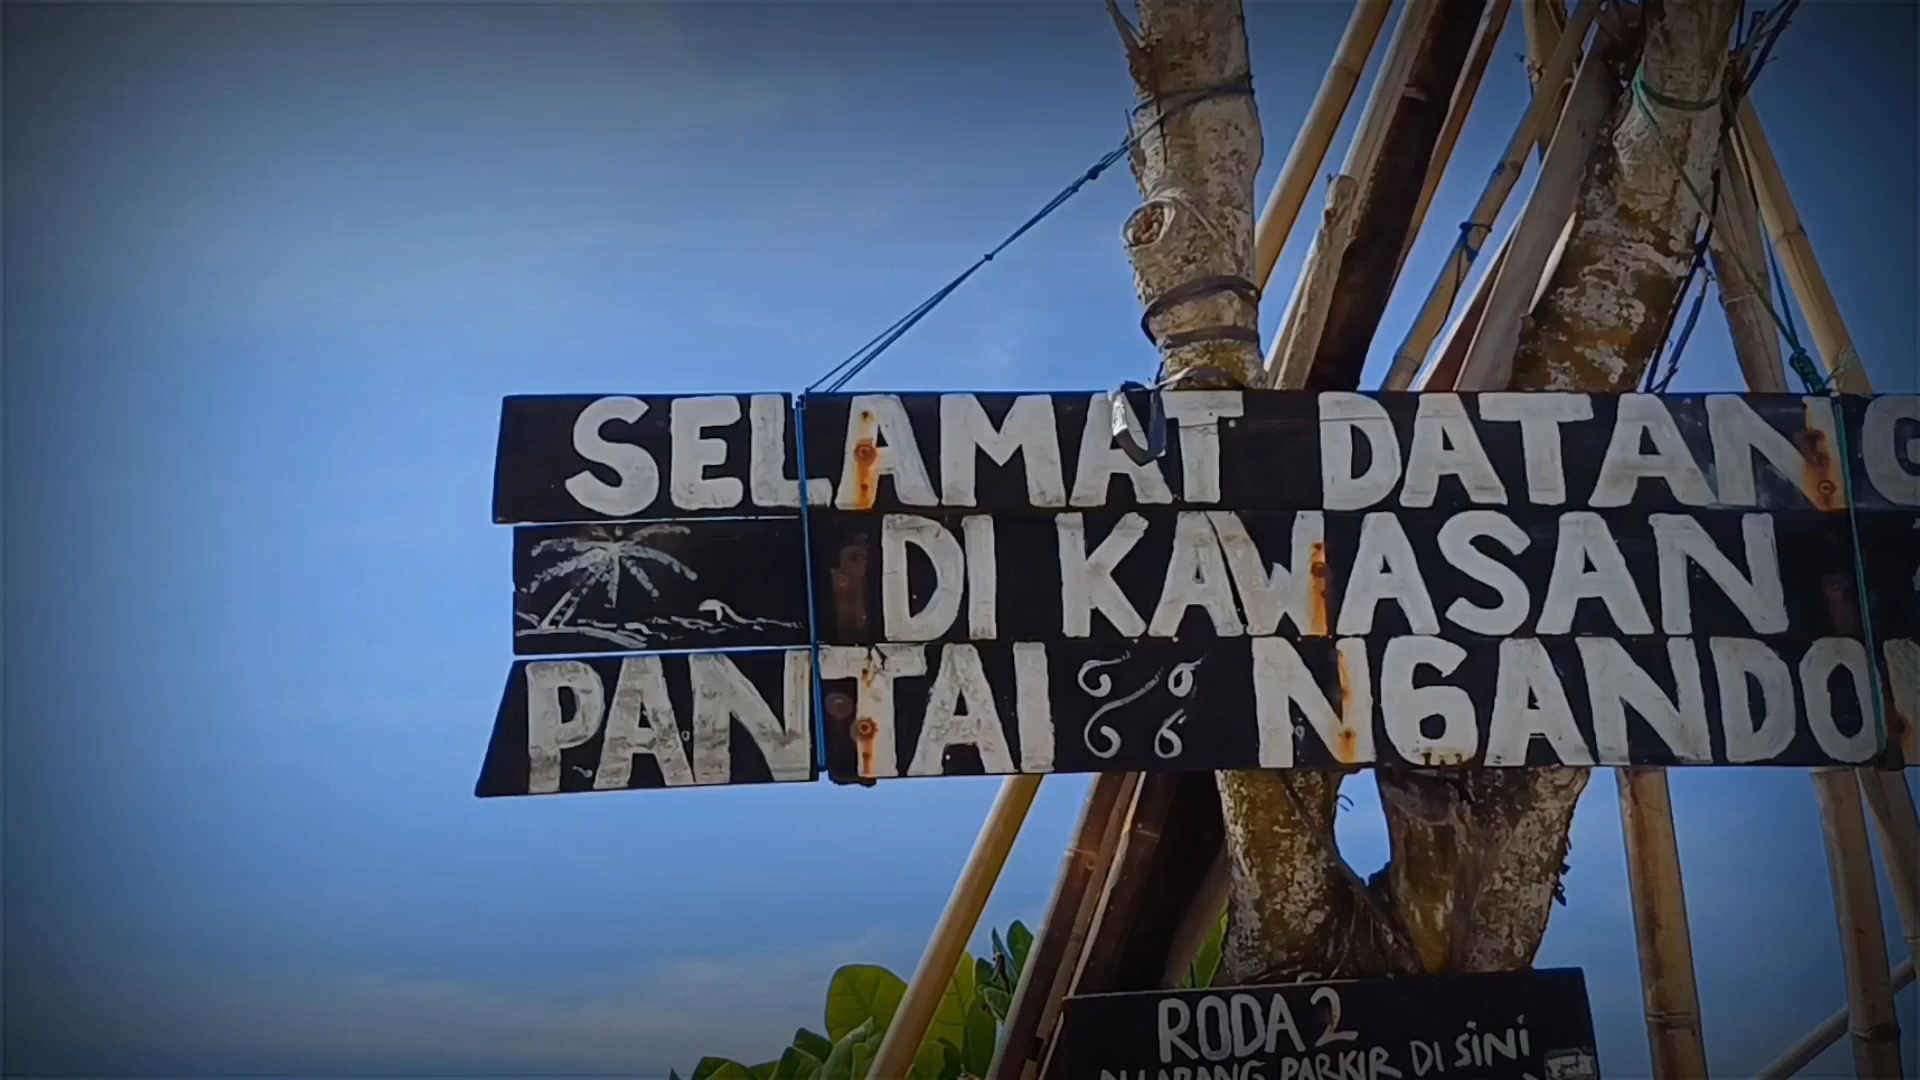 SELAMAT DATANG
DI KAWASAN
PANTAI NGANDO
RODA 2
PARKIR DI SINI